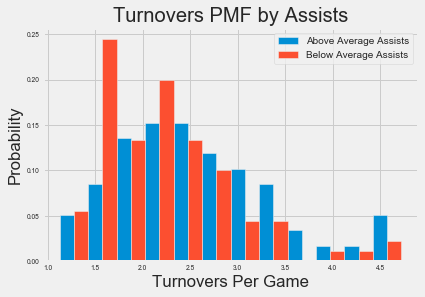 Turnovers PMF by Assists
Above Average Assists
Below Average Assists
Probability
0.25
0.20
0.15
0.10
0.05
0.00
1.0 1.5 2.0 2.5 3.0 3.5 4.0 4.5
Turnovers Per Game